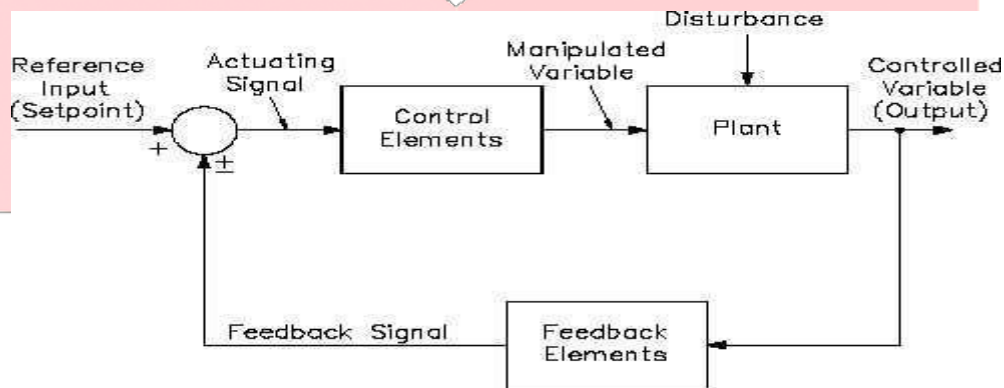 Disturbance
Reference
Input
(Setpoint)
Actuating
Signal
Manipulated
Variable
Controlled
Variable
(Output)
Control
Elements
Plant
+
±
Feedback Signal
Feedback
Elements